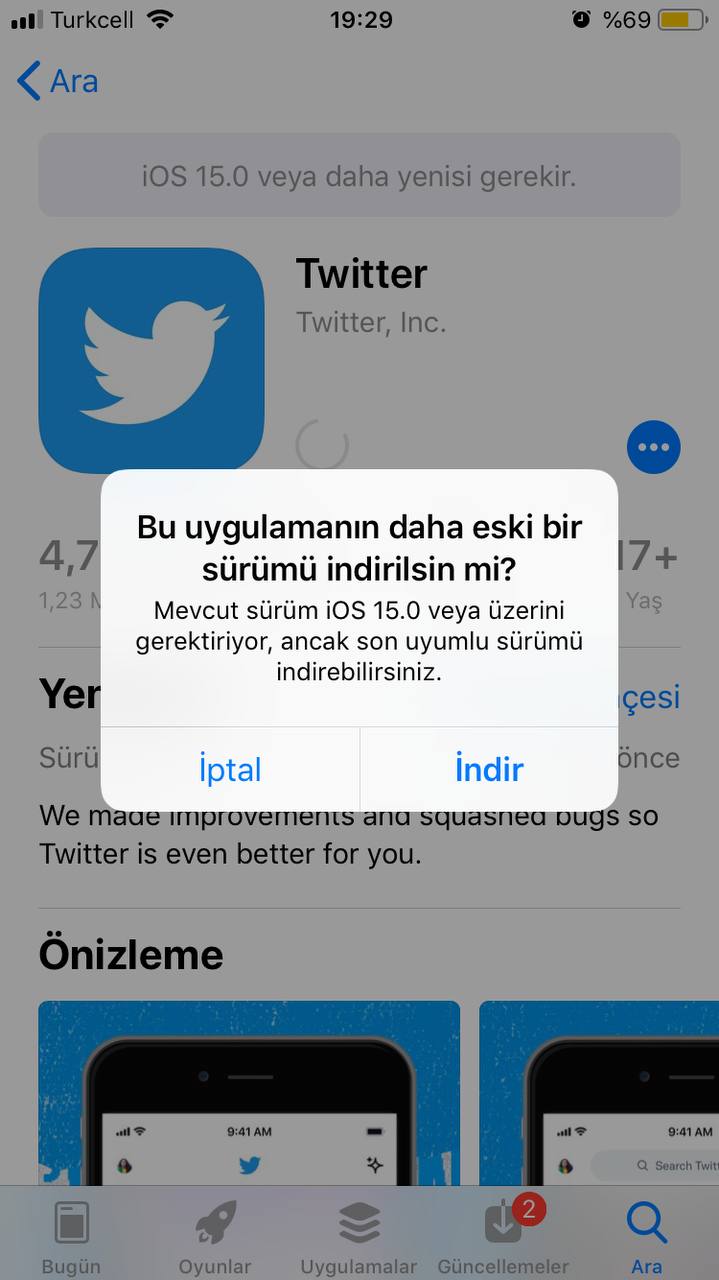 Turkcell 19:29 %69
Ara
iOS 15.0 veya daha yenisi gerekir.
Twitter
Twitter, Inc.
Bu uygulamanın daha eski bir
sürümü indirilsin mi?
Mevcut sürüm iOS 15.0 veya üzerini
gerektiriyor, ancak son uyumlu sürümü
indirebilirsiniz.
İptal İndir
4,7 17+
1,23 M Yaş
Yer çesi
Sürü önce
We made improvements and squashed bugs so
Twitter is even better for you.
Önizleme
9:41 AM 9:41 AM
Search Twitt
2
Bugün Oyunlar Uygulamalar Güncellemeler Ara